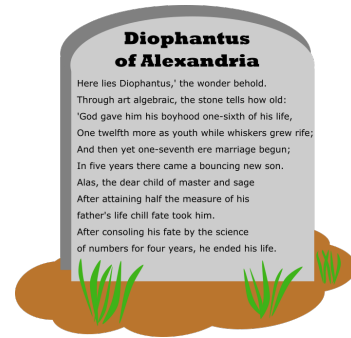 Diophantus
of Alexandria
Here lies Diophantus,' the wonder behold.
Through art algebraic, the stone tells how old:
'God gave him his boyhood one-sixth of his life,
One twelfth more as youth while whiskers grew rife;
And then yet one-seventh ere marriage begun;
In five years there came a bouncing new son.
Alas, the dear child of master and sage
After attaining half the measure of his
father's life chill fate took him.
After consoling his fate by the science
of numbers for four years, he ended his life.